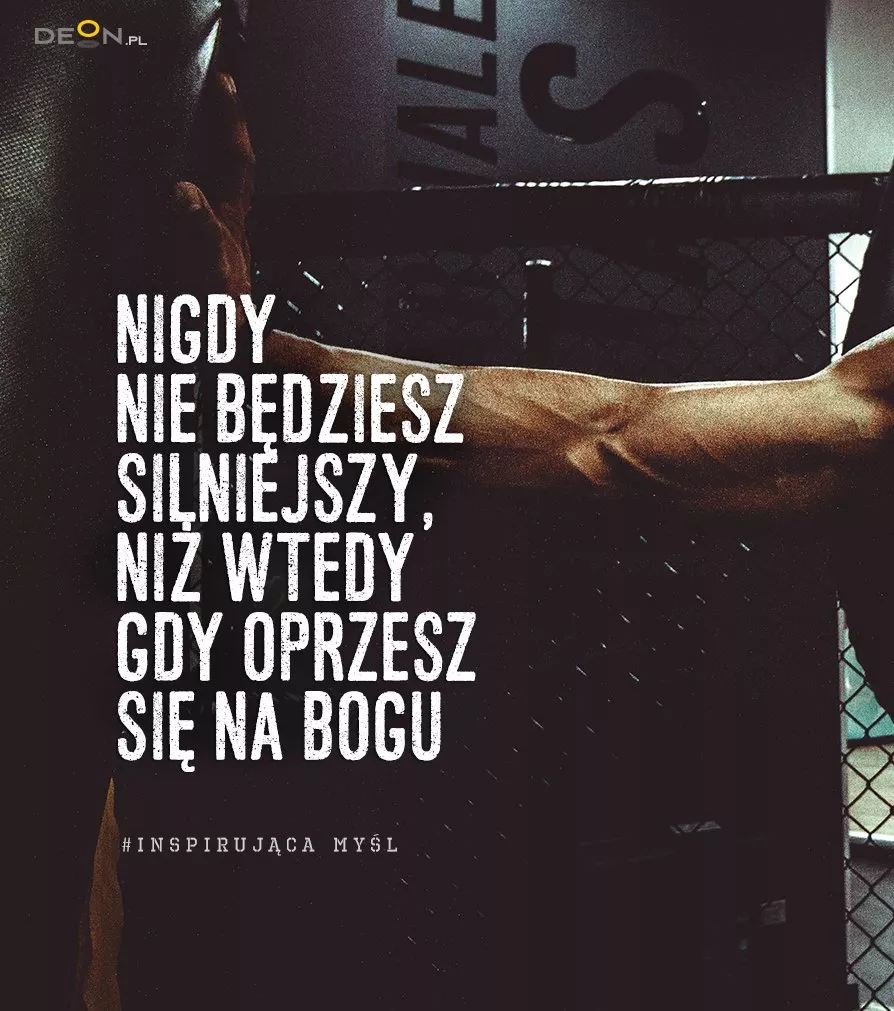 DEON.PL
NIGDY
NIE BĘDZIESZ
SILNIEJSZY,
NIŻ WTEDY
GDY OPRZESZ
SIĘ NA BOGU
#INSPIRUJĄCA MYŚL